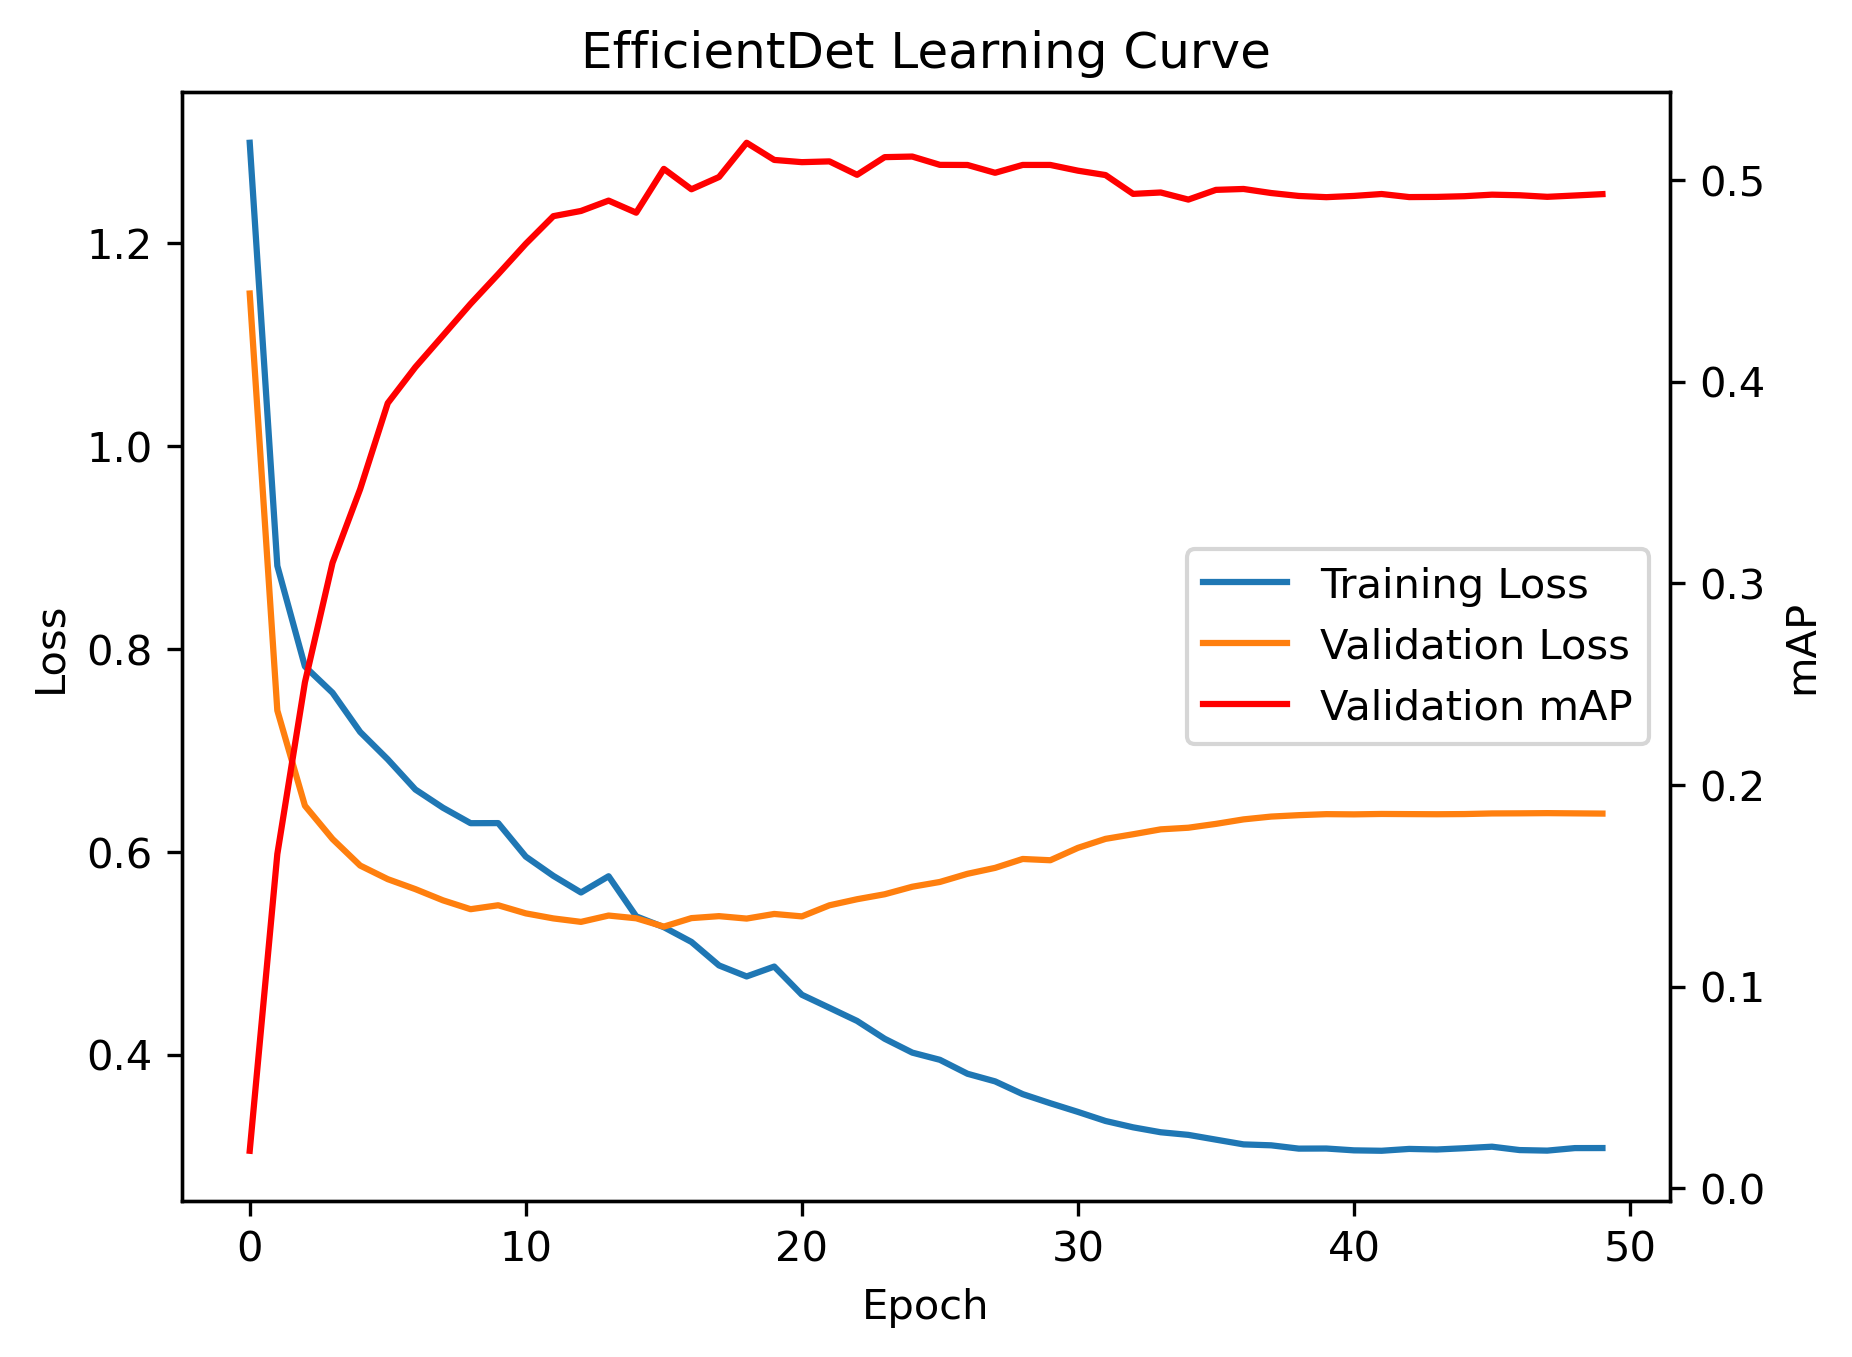 EfficientDet Learning Curve
1.2
1.0
0.8
0.6
0.4
Loss
0.5
0.4
0.3
0.2
0.1
0.0
mAP
Training Loss
Validation Loss
Validation mAP
0 10 20 30 40 50
Epoch